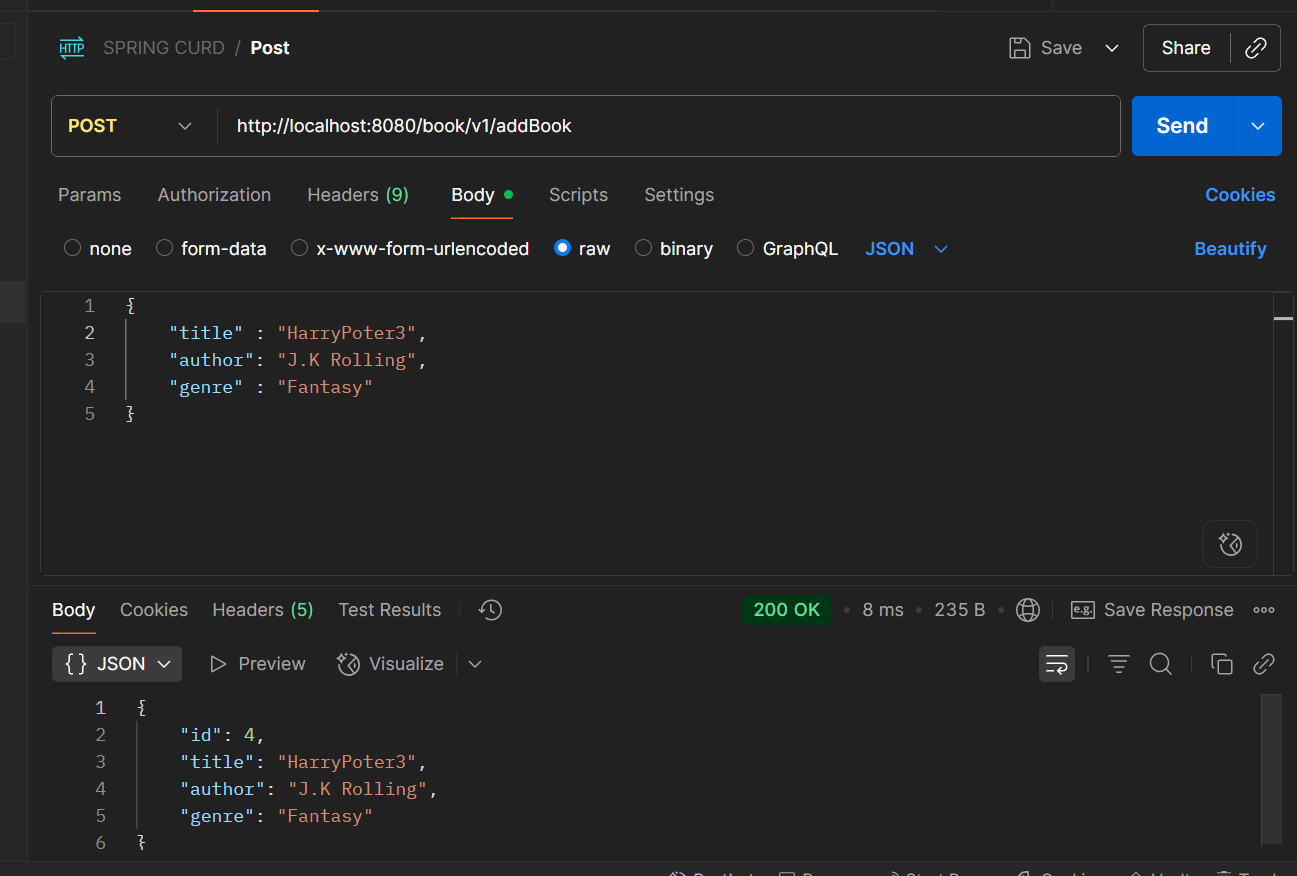 HTTP SPRING CURD / Post Save Share
POST http://localhost:8080/book/v1/addBook Send
Params Authorization Headers (9) Body Scripts Settings Cookies
none form-data x-www-form-urlencoded raw binary GraphQL JSON Beautify
1 {
2 "title" : "HarryPoter3",
3 "author": "J.K Rolling",
4 "genre" : "Fantasy"
5 }
Body Cookies Headers (5) Test Results 200 OK • 8 ms • 235 B • e.g. Save Response
{} JSON Preview Visualize
1 {
2 "id": 4,
3 "title": "HarryPoter3",
4 "author": "J.K Rolling",
5 "genre": "Fantasy"
6 }